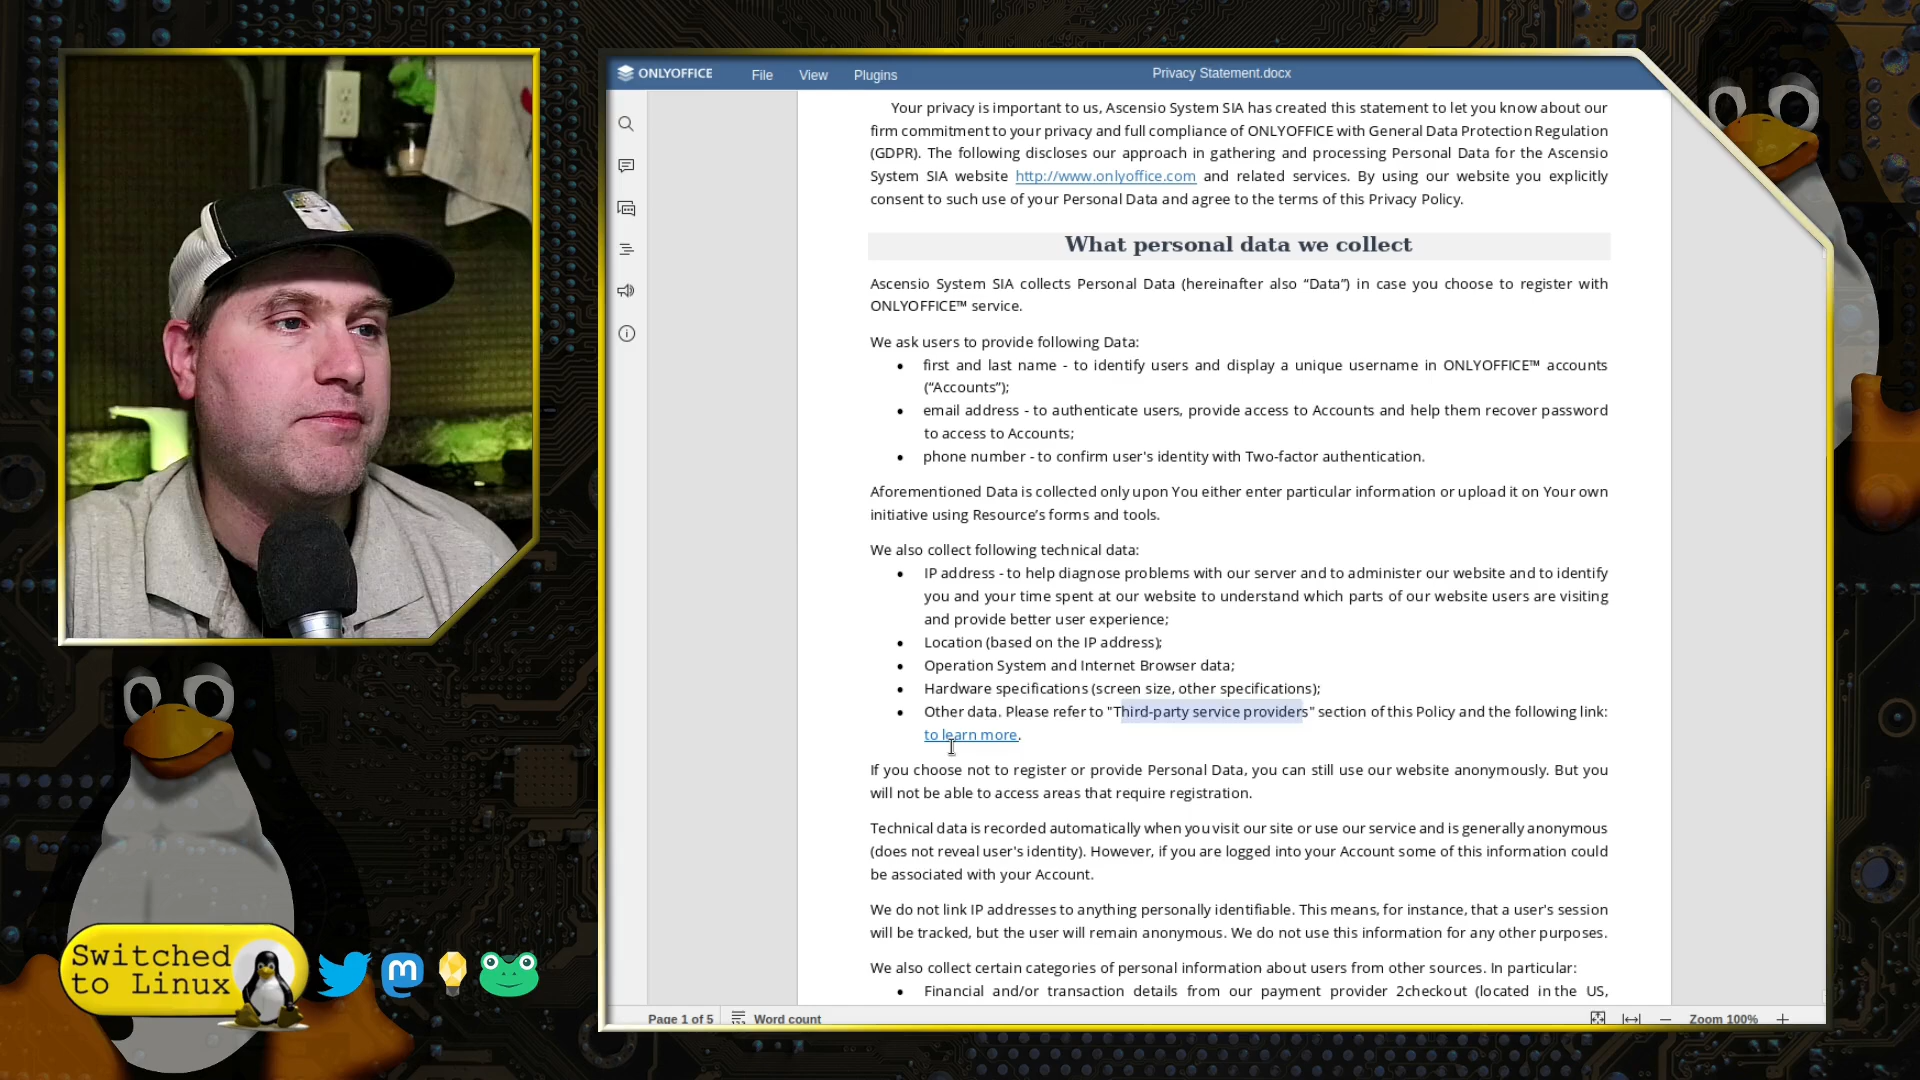 ONLYOFFICE
File
View
Plugins
Privacy Statement.docx
Your privacy is important to us, Ascensio System SIA has created this statement to let you know about our
firm commitment to your privacy and full compliance of ONLYOFFICE with General Data Protection Regulation
(GDPR). The following discloses our approach in gathering and processing Personal Data for the Ascensio
System SIA website http://www.onlyoffice.com and related services. By using our website you explicitly
consent to such use of your Personal Data and agree to the terms of this Privacy Policy.
What personal data we collect
Ascensio System SIA collects Personal Data (hereinafter also “Data”) in case you choose to register with
ONLYOFFICE™ service.
We ask users to provide following Data:
• first and last name - to identify users and display a unique username in ONLYOFFICE™ accounts
(“Accounts”);
• email address - to authenticate users, provide access to Accounts and help them recover password
to access to Accounts;
• phone number - to confirm user's identity with Two-factor authentication.
Aforementioned Data is collected only upon You either enter particular information or upload it on Your own
initiative using Resource’s forms and tools.
We also collect following technical data:
• IP address - to help diagnose problems with our server and to administer our website and to identify
you and your time spent at our website to understand which parts of our website users are visiting
and provide better user experience;
• Location (based on the IP address);
• Operation System and Internet Browser data;
• Hardware specifications (screen size, other specifications);
• Other data. Please refer to "Third-party service providers" section of this Policy and the following link:
to learn more.
If you choose not to register or provide Personal Data, you can still use our website anonymously. But you
will not be able to access areas that require registration.
Technical data is recorded automatically when you visit our site or use our service and is generally anonymous
(does not reveal user's identity). However, if you are logged into your Account some of this information could
be associated with your Account.
We do not link IP addresses to anything personally identifiable. This means, for instance, that a user's session
will be tracked, but the user will remain anonymous. We do not use this information for any other purposes.
We also collect certain categories of personal information about users from other sources. In particular:
• Financial and/or transaction details from our payment provider 2checkout (located in the US,
Page 1 of 5
Word count
Zoom 100%
Switched
to Linux